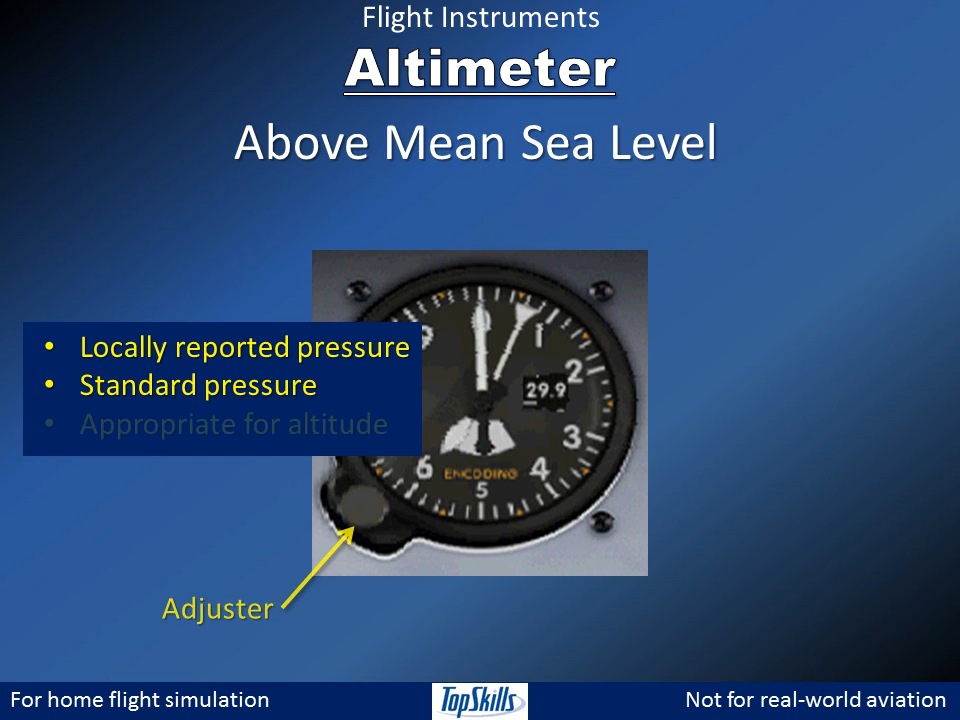 Flight Instruments
Altimeter
Above Mean Sea Level
• Locally reported pressure
• Standard pressure
• Appropriate for altitude
1
2
29.9
3
6
4
ENCODING
5
Adjuster
For home flight simulation
TopSkills
Not for real-world aviation